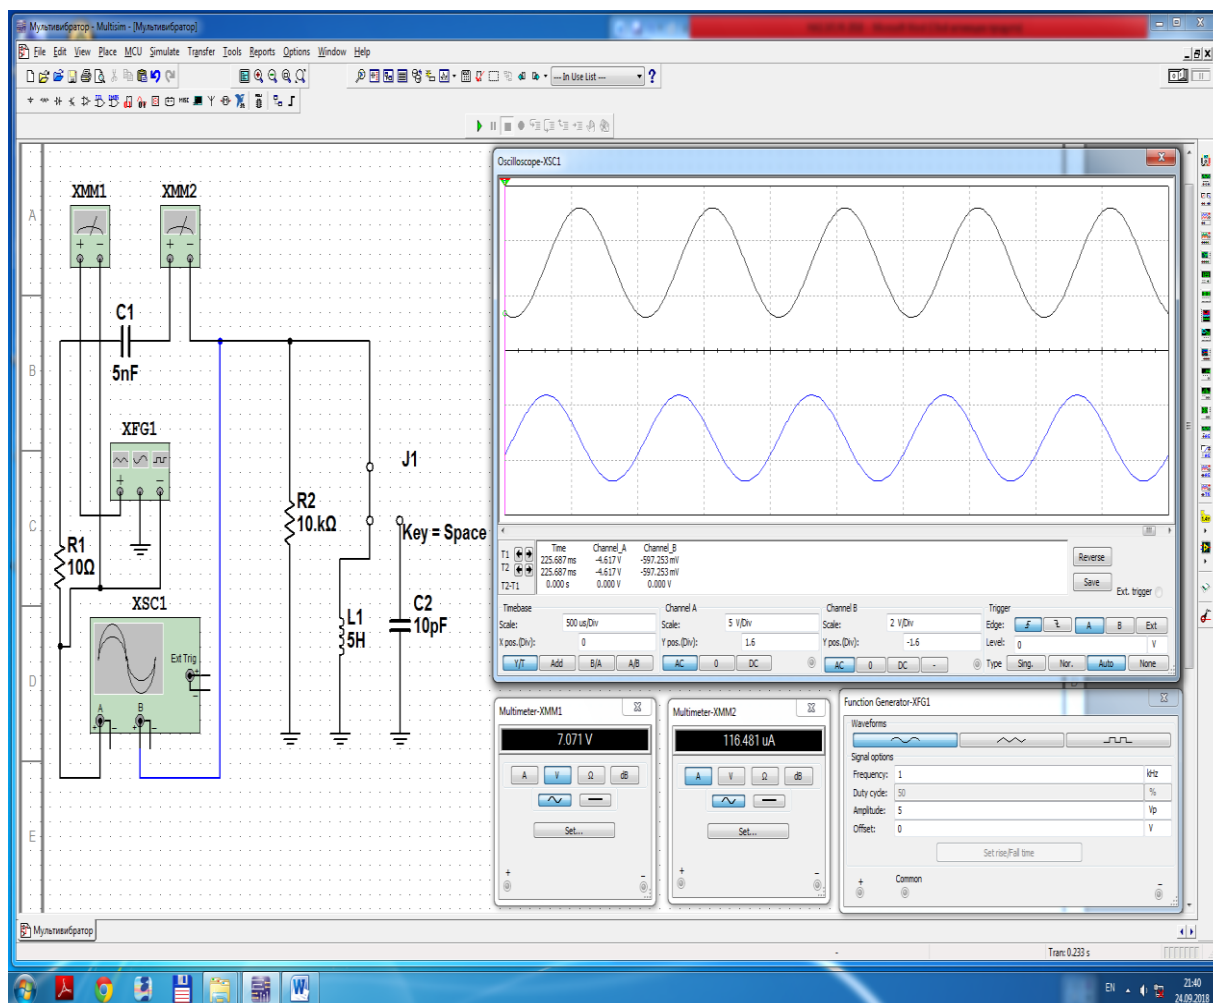 Мультивибратор - Multisim - [Мультивибратор]
File Edit View Place MCU Simulate Transfer Tools Reports Options Window Help
--- In Use List ---
?
Oscilloscope-XSC1
XMM1
XMM2
A
C1
5nF
B
XFG1
J1
R2
10.kΩ
Key = Space
C
R1
10Ω
XSC1
Ext Trig
A B
L1
5H
C2
10pF
D
E
Time Channel_A Channel_B
T1 225.687 ms -4.617 V -597.253 mV
T2 225.687 ms -4.617 V -597.253 mV
T2-T1 0.000 s 0.000 V 0.000 V
Reverse
Save
Ext. trigger
Timebase
Scale: 500 us/Div
X pos.(Div): 0
Y/T Add B/A A/B
Channel A
Scale: 5 V/Div
Y pos.(Div): 1.6
AC 0 DC
Channel B
Scale: 2 V/Div
Y pos.(Div): -1.6
AC 0 DC -
Trigger
Edge: A B Ext
Level: 0 V
Type Sing. Nor. Auto None
Multimeter-XMM1
7.071 V
A V Ω dB
Set...
+ -
Multimeter-XMM2
116.481 uA
A V Ω dB
Set...
+ -
Function Generator-XFG1
Waveforms
Signal options
Frequency: 1 kHz
Duty cycle: 50 %
Amplitude: 5 Vp
Offset: 0 V
Set rise/Fall time
+ Common -
Мультивибратор
Tran: 0.233 s
EN
21:40
24.09.2018